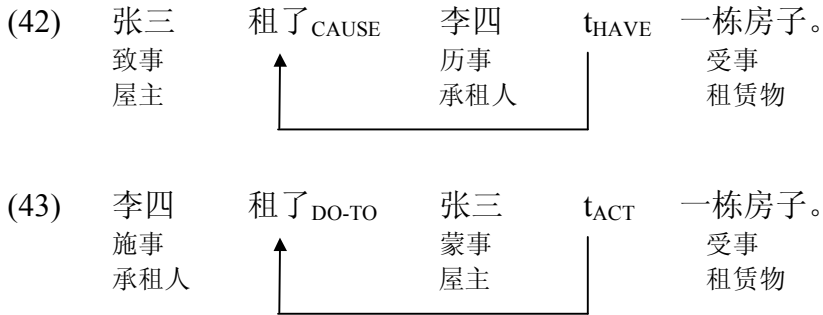 (42) 张三 租了CAUSE 李四 tHAVE 一栋房子。
致事 历事 受事
屋主 承租人 租赁物
(43) 李四 租了DO-TO 张三 tACT 一栋房子。
施事 蒙事 受事
承租人 屋主 租赁物